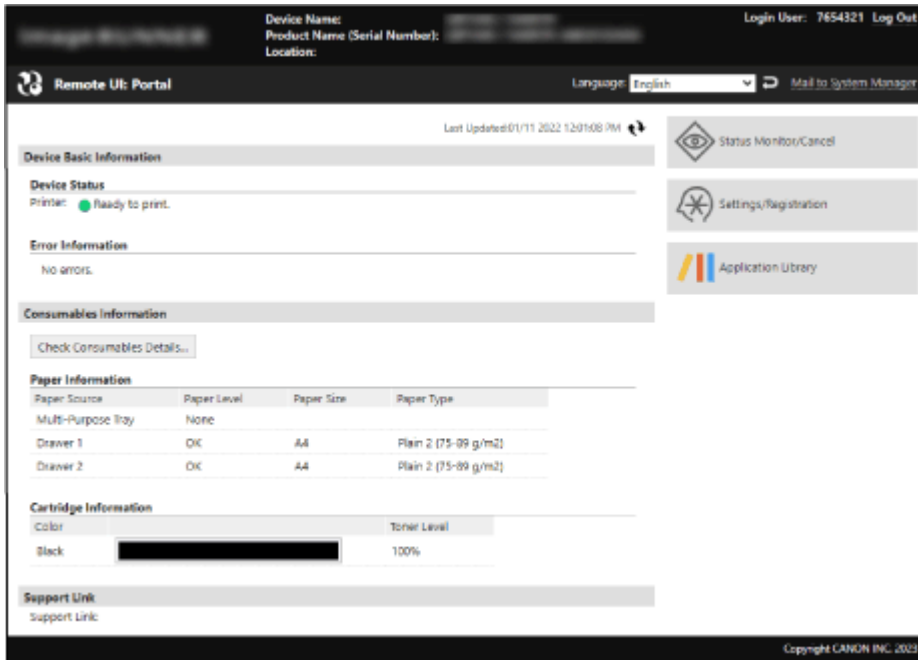 Device Name:
Product Name (Serial Number):
Location:
Login User: 7654321 Log Out
Remote UI: Portal
Language: English
Mail to System Manager
Last Updated:01/11 2022 12:01:08 PM
Device Basic Information
Device Status
Printer: Ready to print.
Error Information
No errors.
Consumables Information
Check Consumables Details...
Paper Information
Paper Source Paper Level Paper Size Paper Type
Multi-Purpose Tray None
Drawer 1 OK A4 Plain 2 (75-89 g/m2)
Drawer 2 OK A4 Plain 2 (75-89 g/m2)
Cartridge Information
Color Toner Level
Black 100%
Support Link
Support Link:
Status Monitor/Cancel
Settings/Registration
Application Library
Copyright CANON INC. 2023